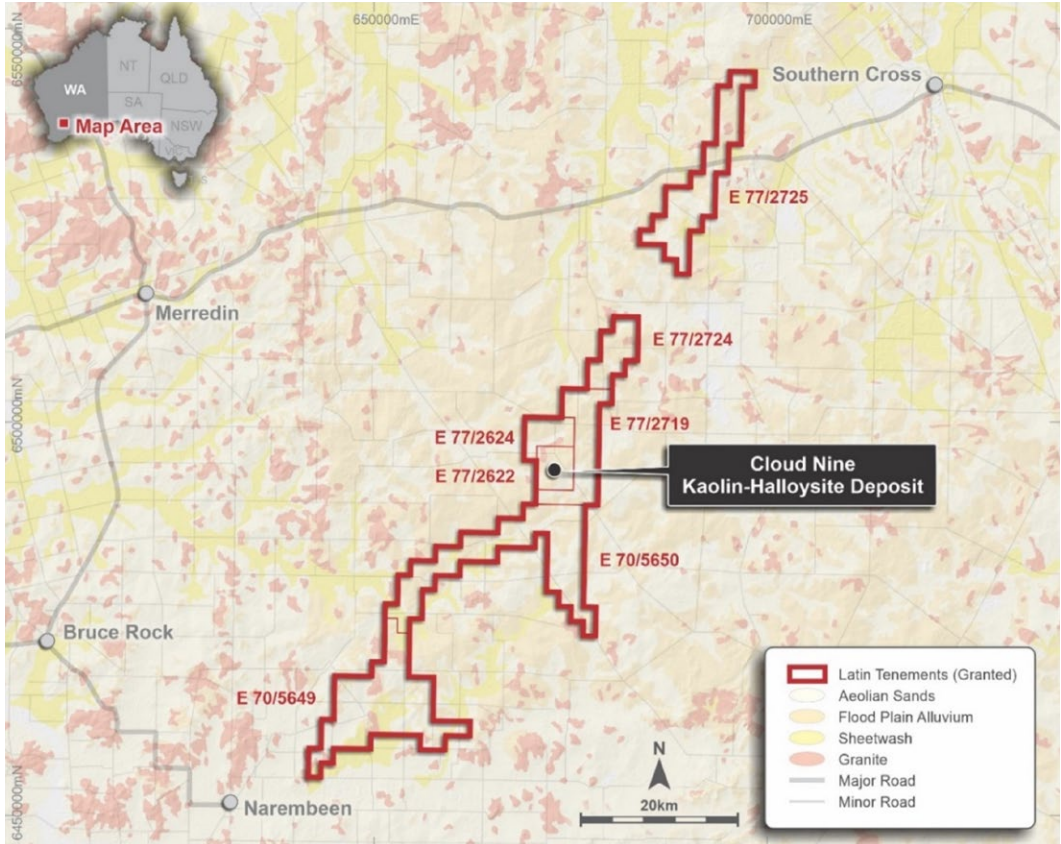 650000mE
700000mE
6550000mN
NT
QLD
WA
SA
NSW
Map Area
Southern Cross
E 77/2725
Merredin
E 77/2724
6500000mN
E 77/2624
E 77/2719
E 77/2622
Cloud Nine
Kaolin-Halloysite Deposit
E 70/5650
Bruce Rock
E 70/5649
Narembeen
6450000mN
N
20km
Latin Tenements (Granted)
Aeolian Sands
Flood Plain Alluvium
Sheetwash
Granite
Major Road
Minor Road